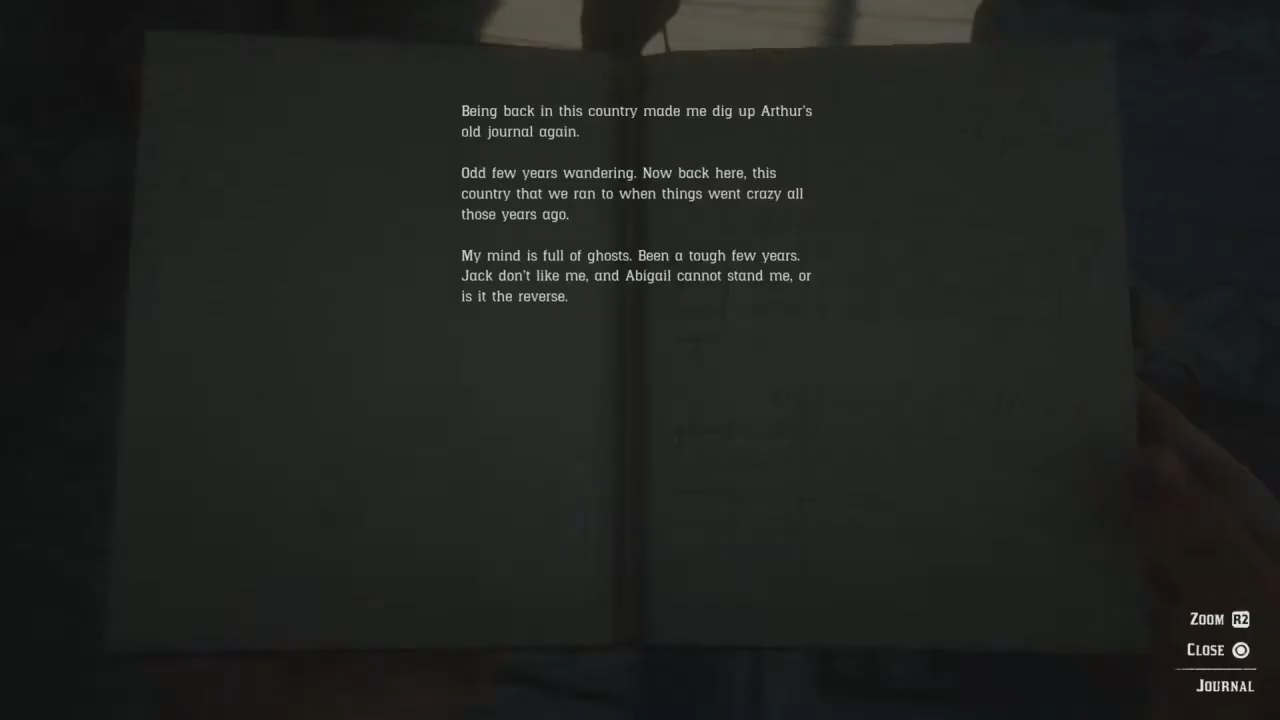 Being back in this country made me dig up Arthur's
old journal again.
Odd few years wandering. Now back here, this
country that we ran to when things went crazy all
those years ago.
My mind is full of ghosts. Been a tough few years.
Jack don't like me, and Abigail cannot stand me, or
is it the reverse.
ZOOM R2
CLOSE
JOURNAL